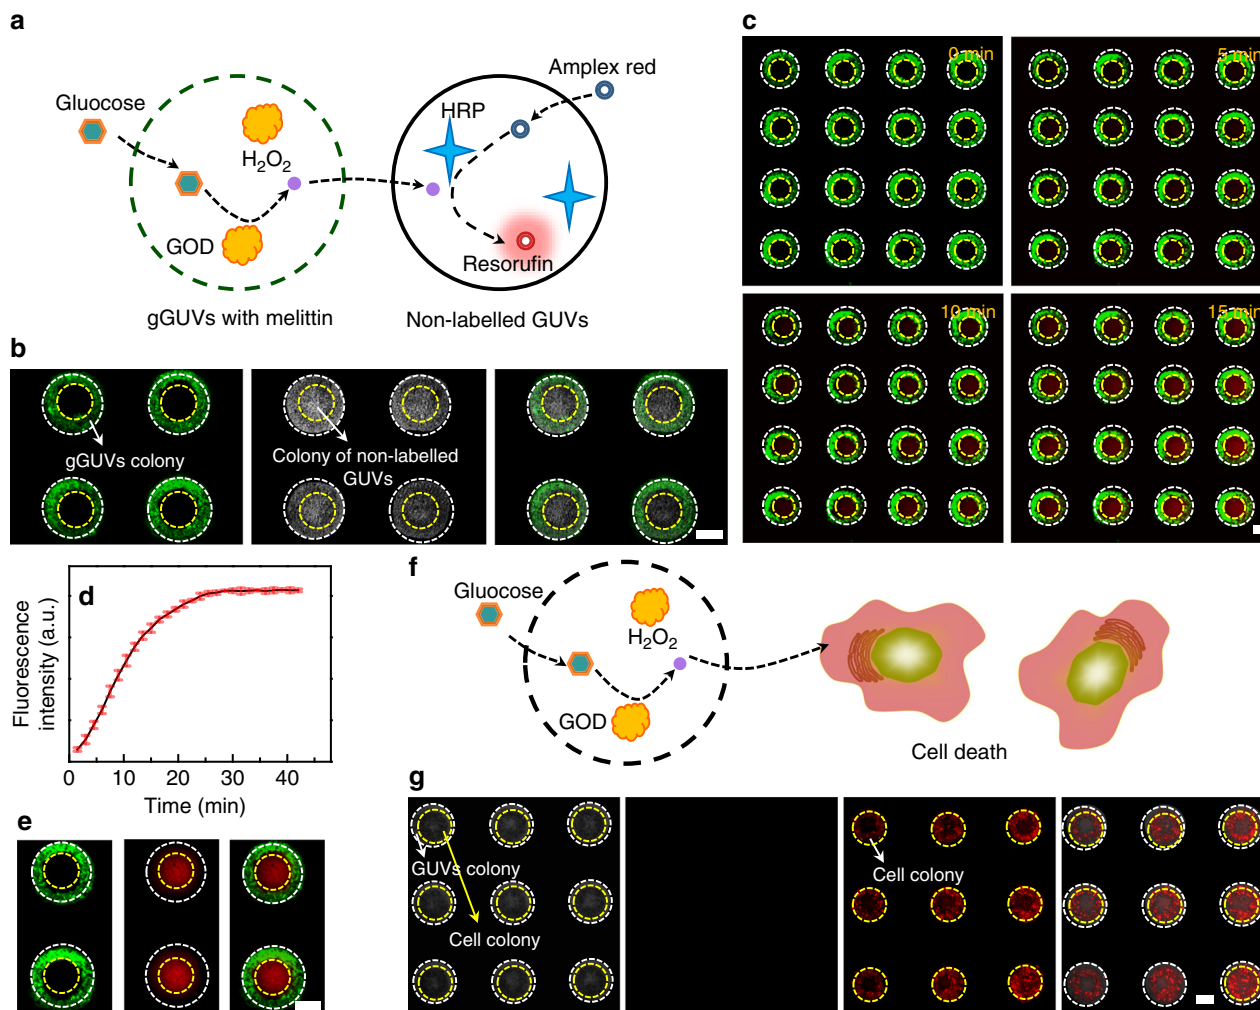 a
Gluocose
H2O2
GOD
gGUVs with melittin
Amplex red
HRP
Resorufin
Non-labelled GUVs
b
gGUVs colony
Colony of non-labelled
GUVs
c
0 min
5 min
10 min
15 min
d
Fluorescence
intensity (a.u.)
0
10
20
30
40
Time (min)
e
f
Gluocose
H2O2
GOD
Cell death
g
GUVs colony
Cell colony
Cell colony